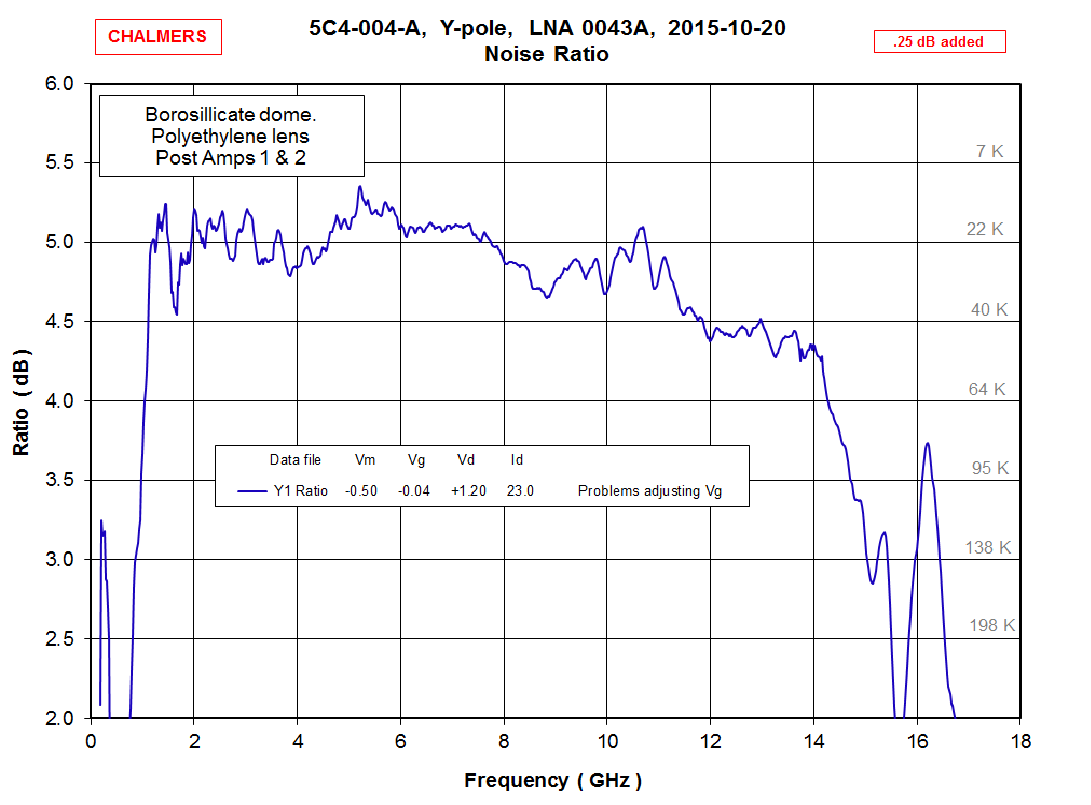 CHALMERS
5C4-004-A, Y-pole, LNA 0043A, 2015-10-20
Noise Ratio
.25 dB added
Borosillicate dome.
Polyethylene lens
Post Amps 1 & 2
6.0
5.5
5.0
4.5
4.0
3.5
3.0
2.5
2.0
Ratio ( dB )
7 K
22 K
40 K
64 K
95 K
138 K
198 K
Data file Vm Vg Vd Id
Y1 Ratio -0.50 -0.04 +1.20 23.0 Problems adjusting Vg
0 2 4 6 8 10 12 14 16 18
Frequency ( GHz )